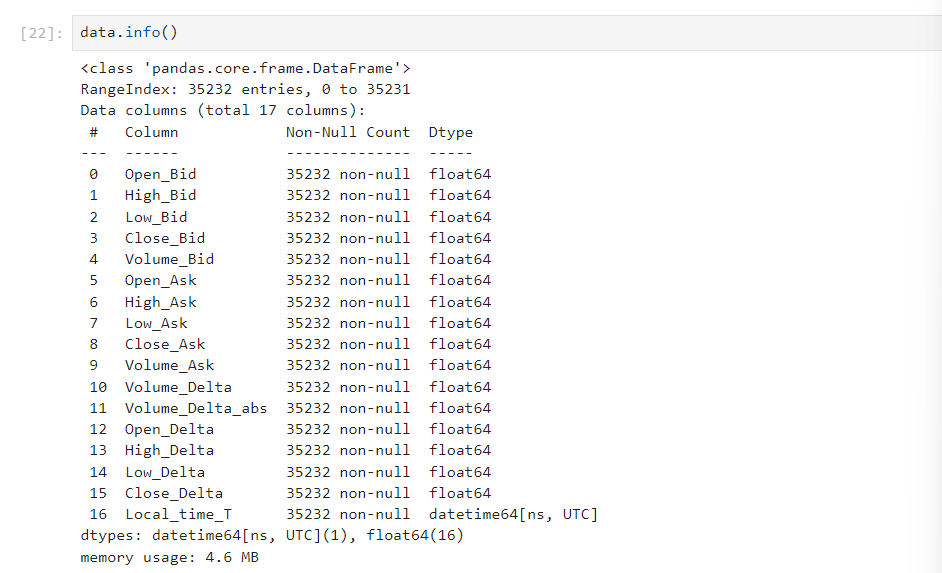 [22]: data.info()
<class 'pandas.core.frame.DataFrame'>
RangeIndex: 35232 entries, 0 to 35231
Data columns (total 17 columns):
 #   Column            Non-Null Count  Dtype
---  ------            --------------  -----
 0   Open_Bid          35232 non-null  float64
 1   High_Bid          35232 non-null  float64
 2   Low_Bid           35232 non-null  float64
 3   Close_Bid         35232 non-null  float64
 4   Volume_Bid        35232 non-null  float64
 5   Open_Ask          35232 non-null  float64
 6   High_Ask          35232 non-null  float64
 7   Low_Ask           35232 non-null  float64
 8   Close_Ask         35232 non-null  float64
 9   Volume_Ask        35232 non-null  float64
 10  Volume_Delta      35232 non-null  float64
 11  Volume_Delta_abs  35232 non-null  float64
 12  Open_Delta        35232 non-null  float64
 13  High_Delta        35232 non-null  float64
 14  Low_Delta         35232 non-null  float64
 15  Close_Delta       35232 non-null  float64
 16  Local_time_T      35232 non-null  datetime64[ns, UTC]
dtypes: datetime64[ns, UTC](1), float64(16)
memory usage: 4.6 MB